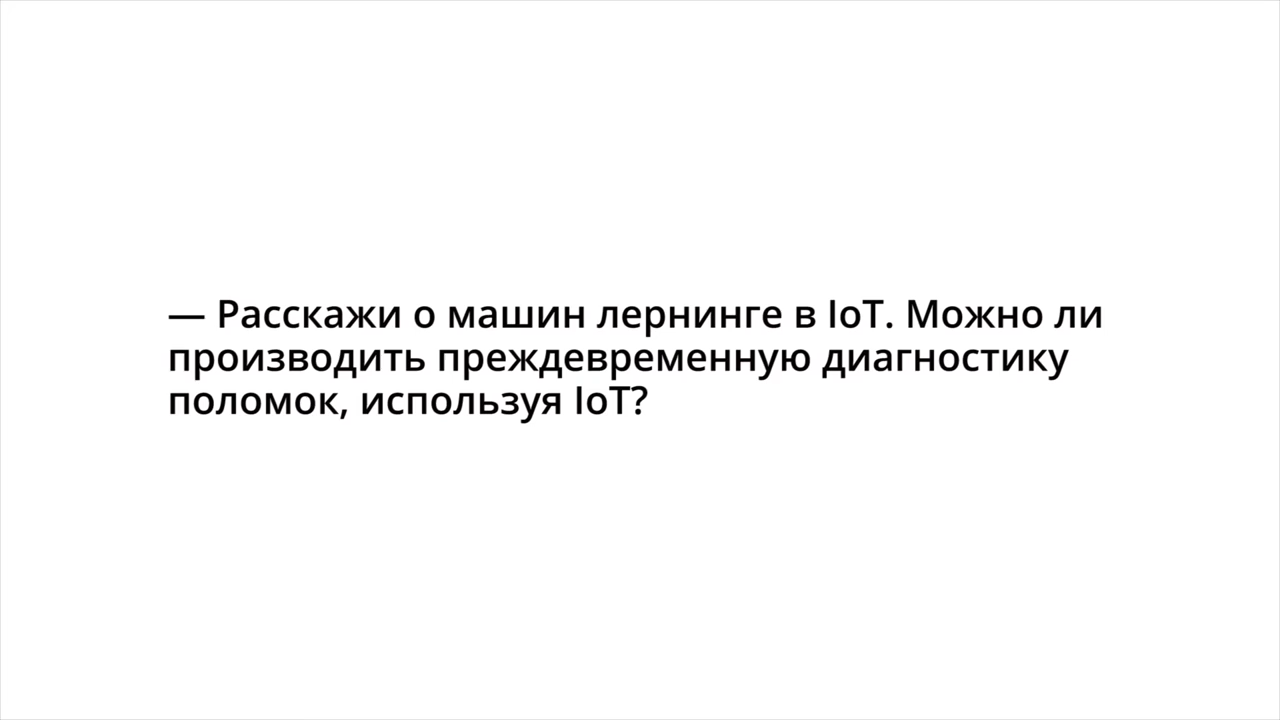 — Расскажи о машин лернинге в IoT. Можно ли
производить преждевременную диагностику
поломок, используя IoT?